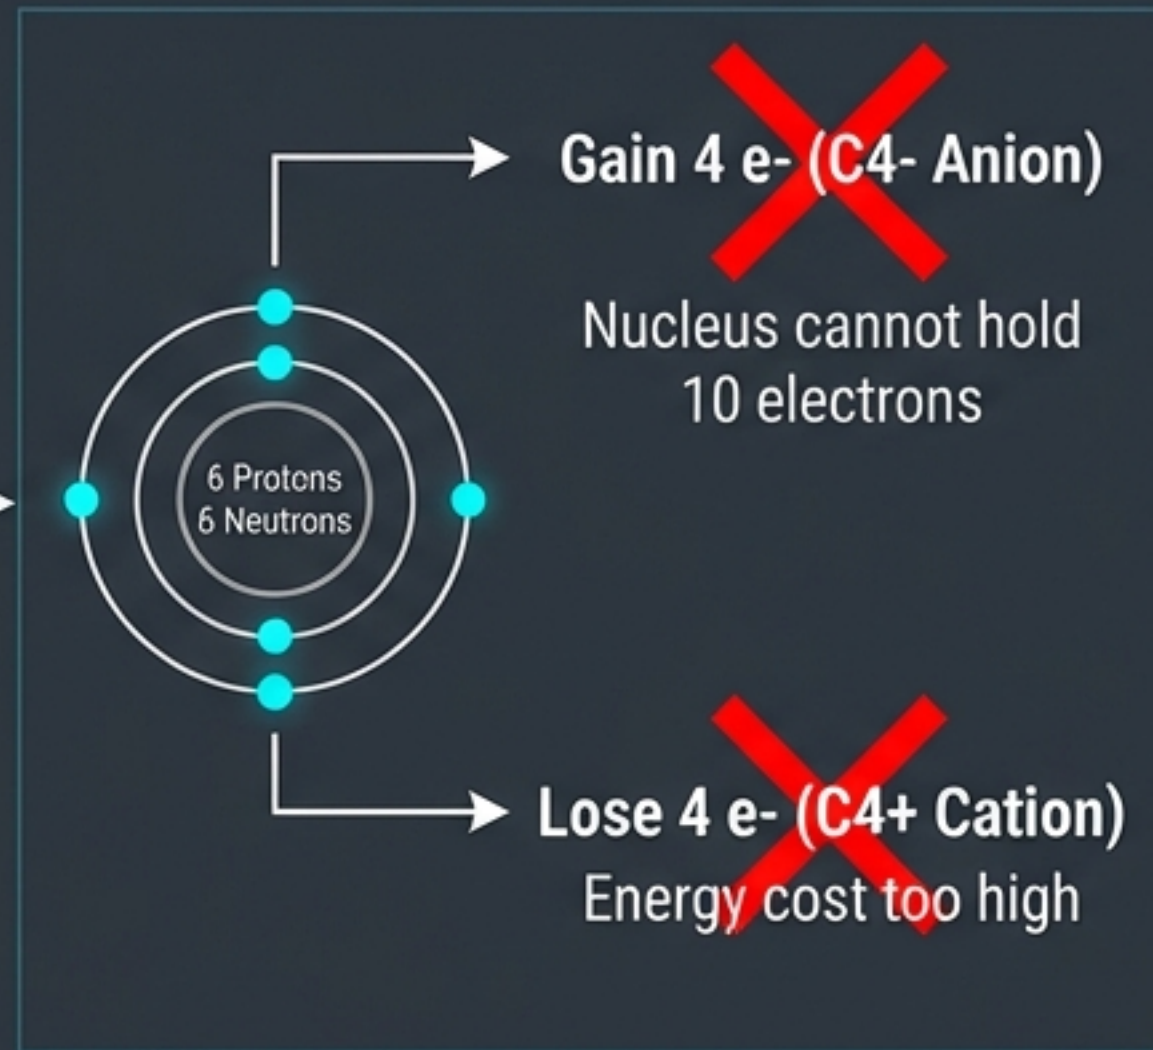 Gain 4 e- (C4- Anion)
Nucleus cannot hold
10 electrons
6 Protons
6 Neutrons
Lose 4 e- (C4+ Cation)
Energy cost too high